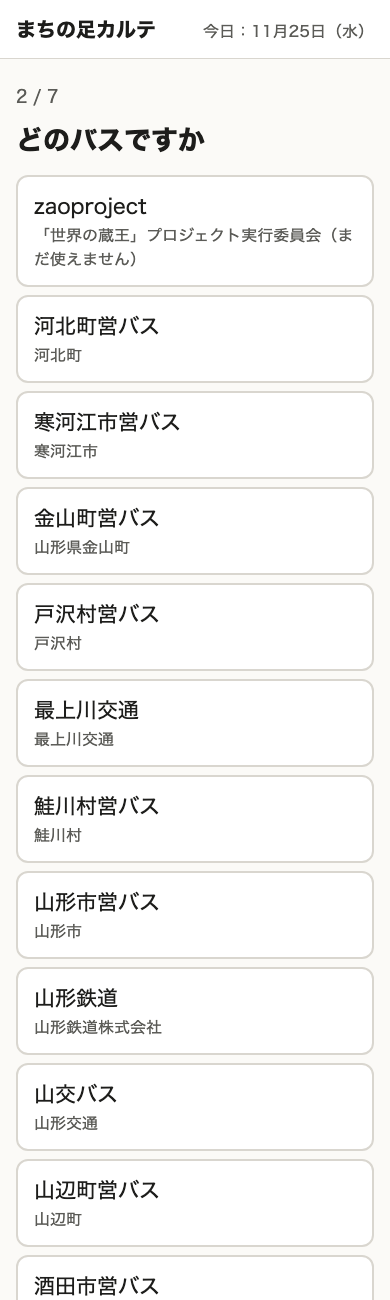 まちの足カルテ
今日：11月25日（水）
2 / 7
どのバスですか
zaoproject
「世界の蔵王」プロジェクト実行委員会（ま
だ使えません）
河北町営バス
河北町
寒河江市営バス
寒河江市
金山町営バス
山形県金山町
戸沢村営バス
戸沢村
最上川交通
最上川交通
鮭川村営バス
鮭川村
山形市営バス
山形市
山形鉄道
山形鉄道株式会社
山交バス
山形交通
山辺町営バス
山辺町
酒田市営バス